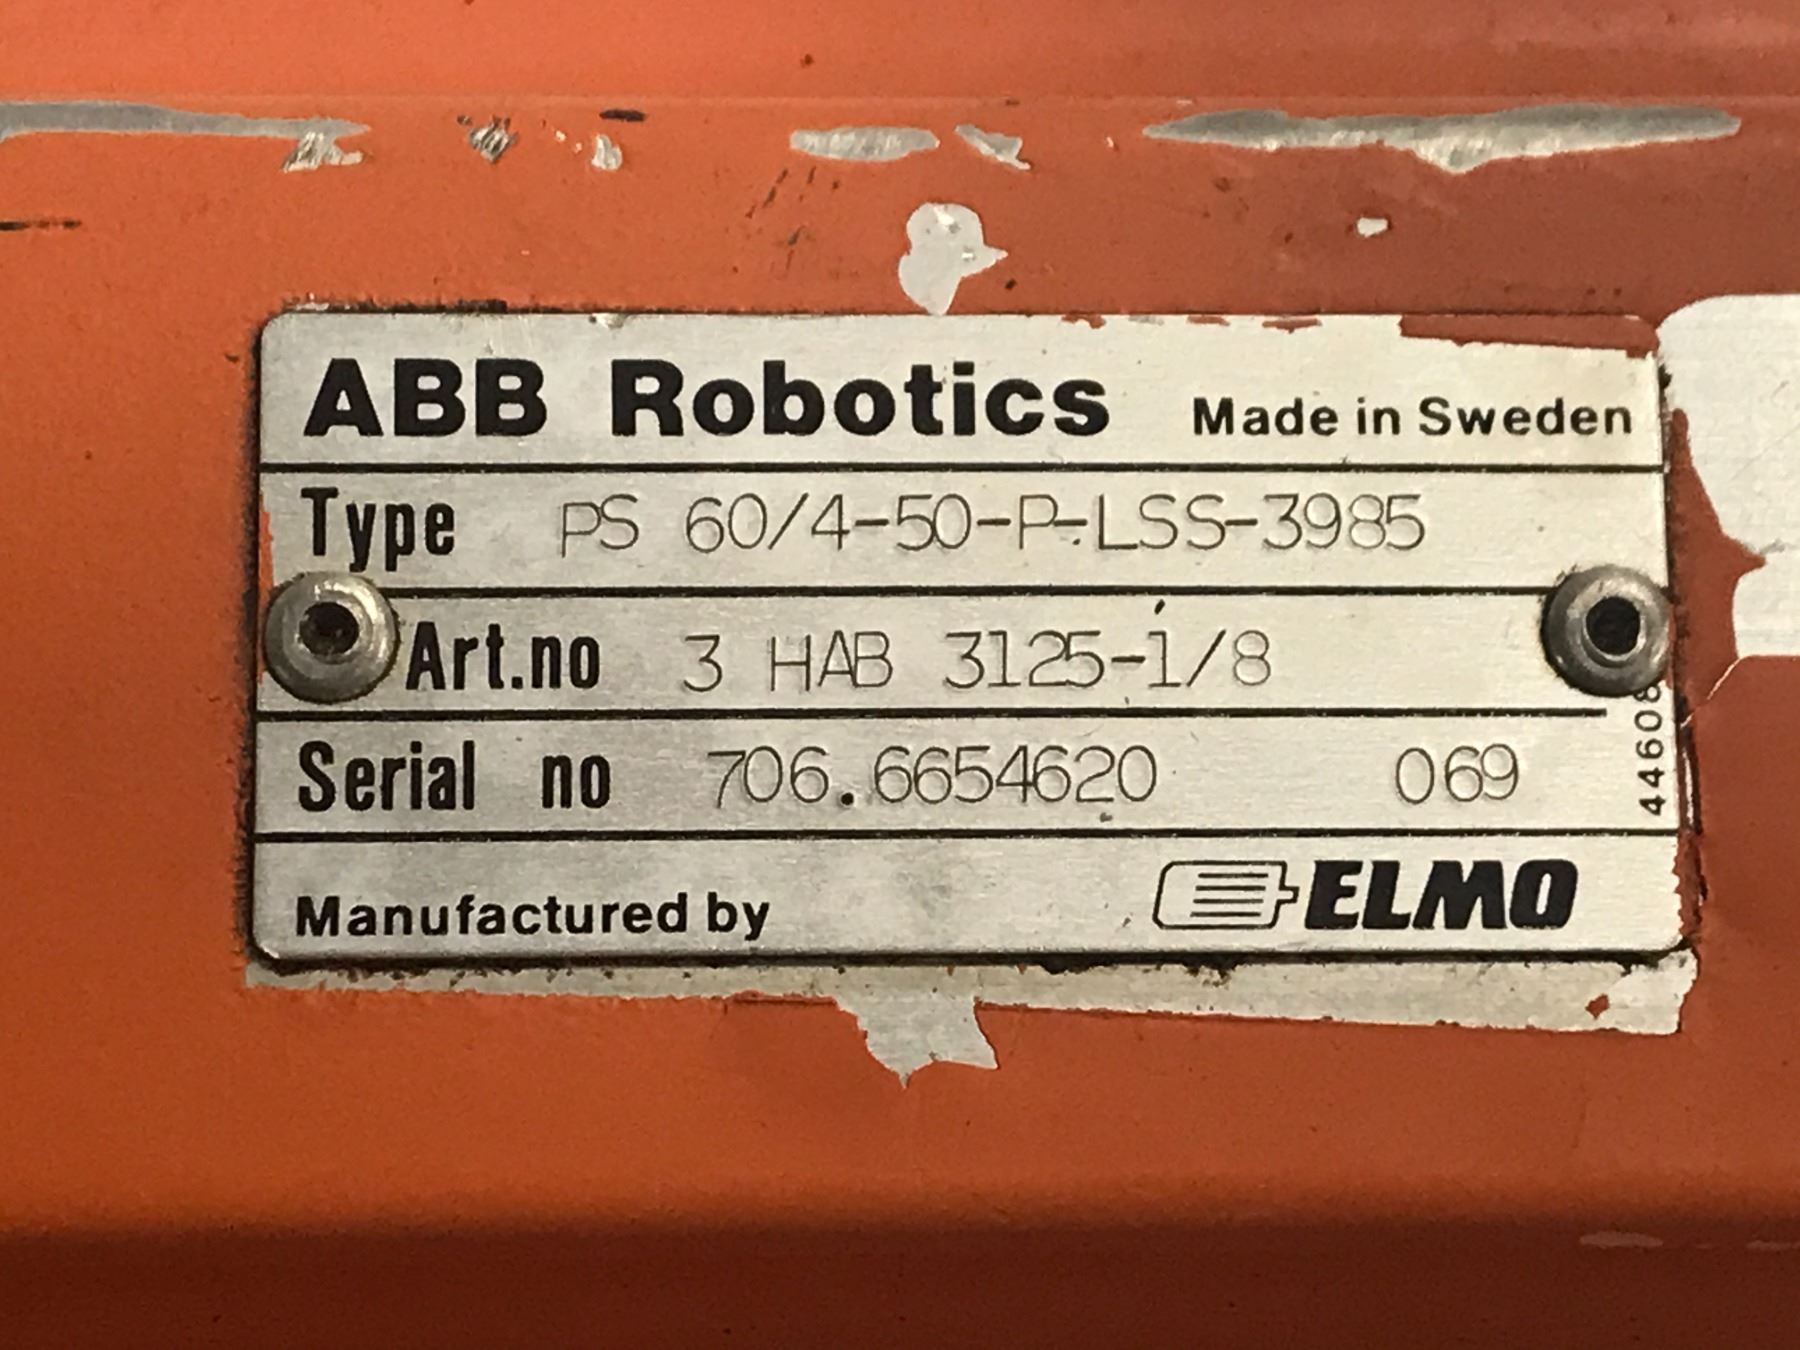 ABB Robotics Made in Sweden
Type PS 60/4-50-P-LSS-3985
Art.no 3 HAB 3125-1/8
Serial no 706.6654620 069
44608
Manufactured by ELMO